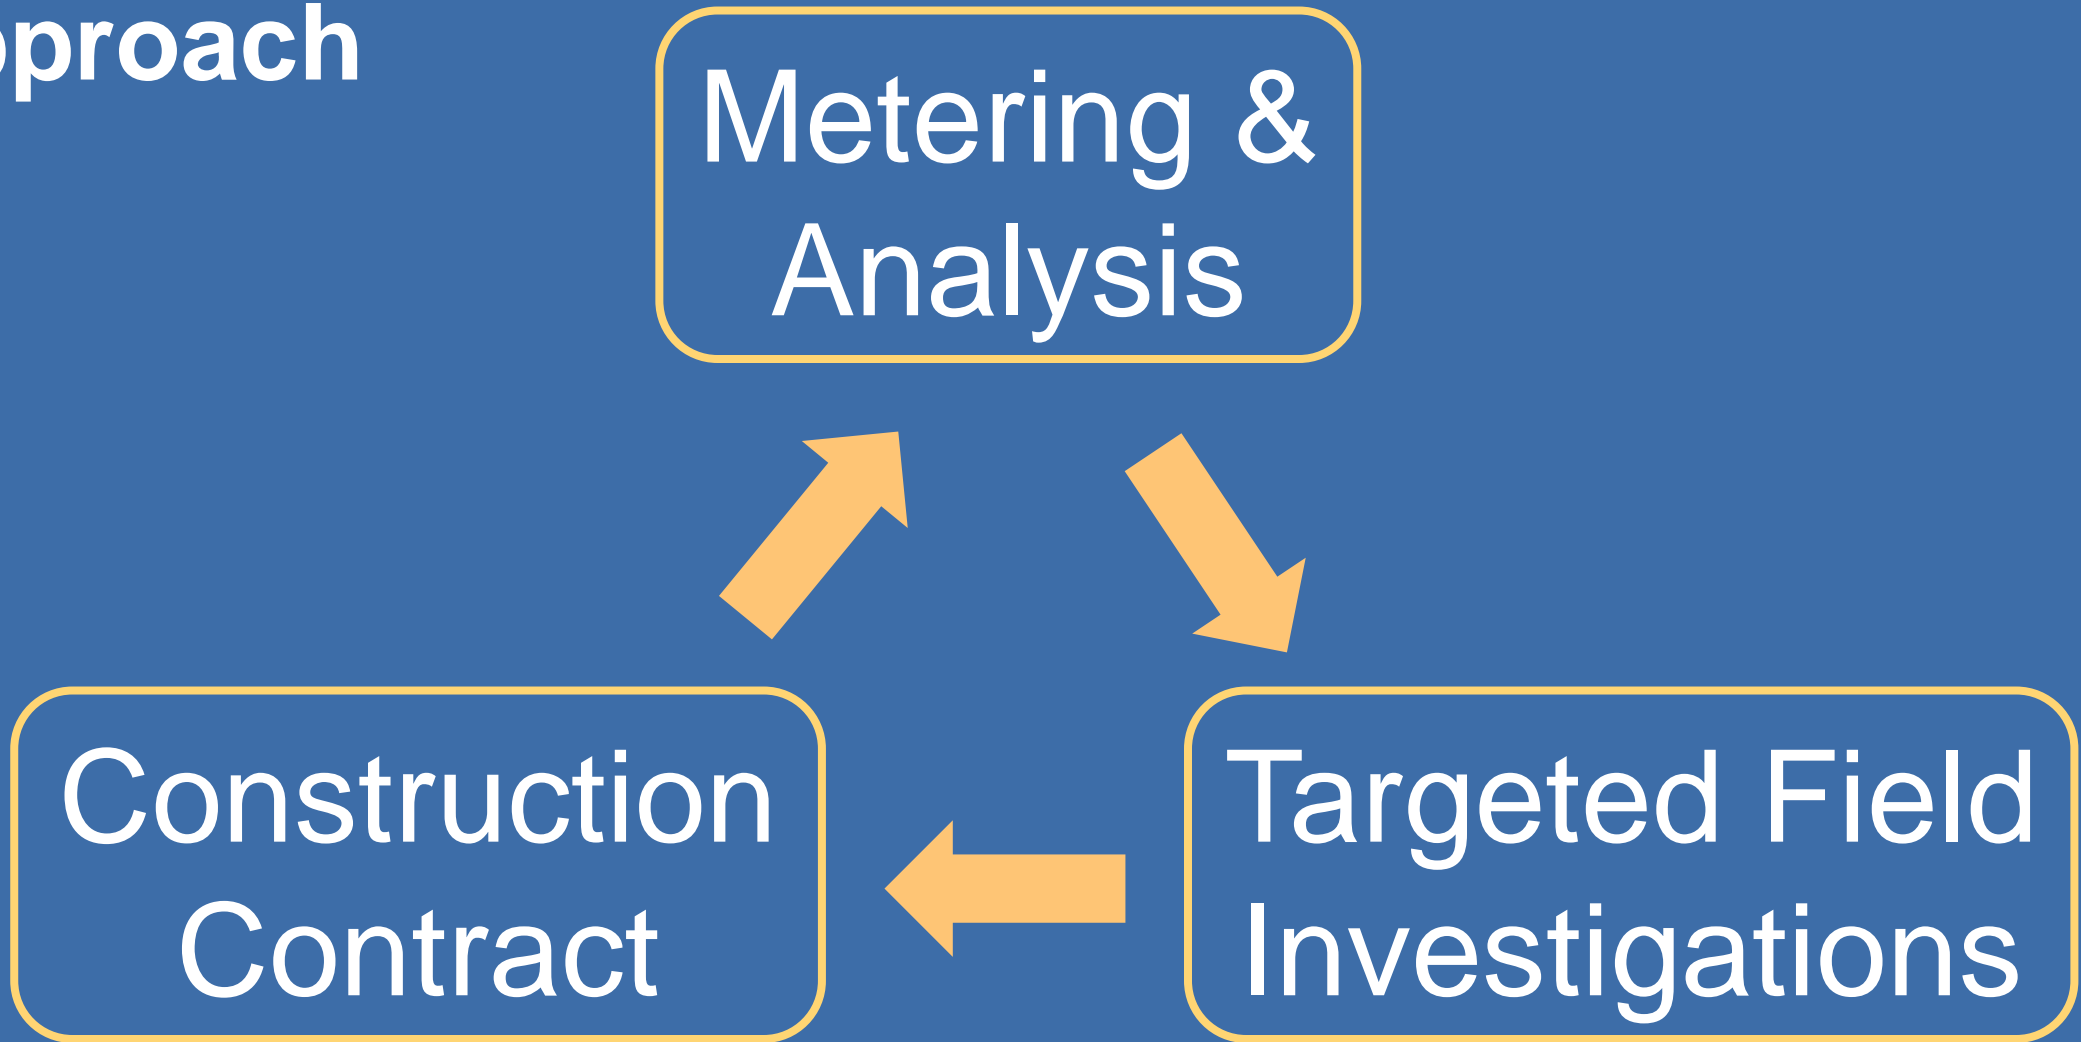 pproach
Metering &
Analysis
Construction
Contract
Targeted Field
Investigations